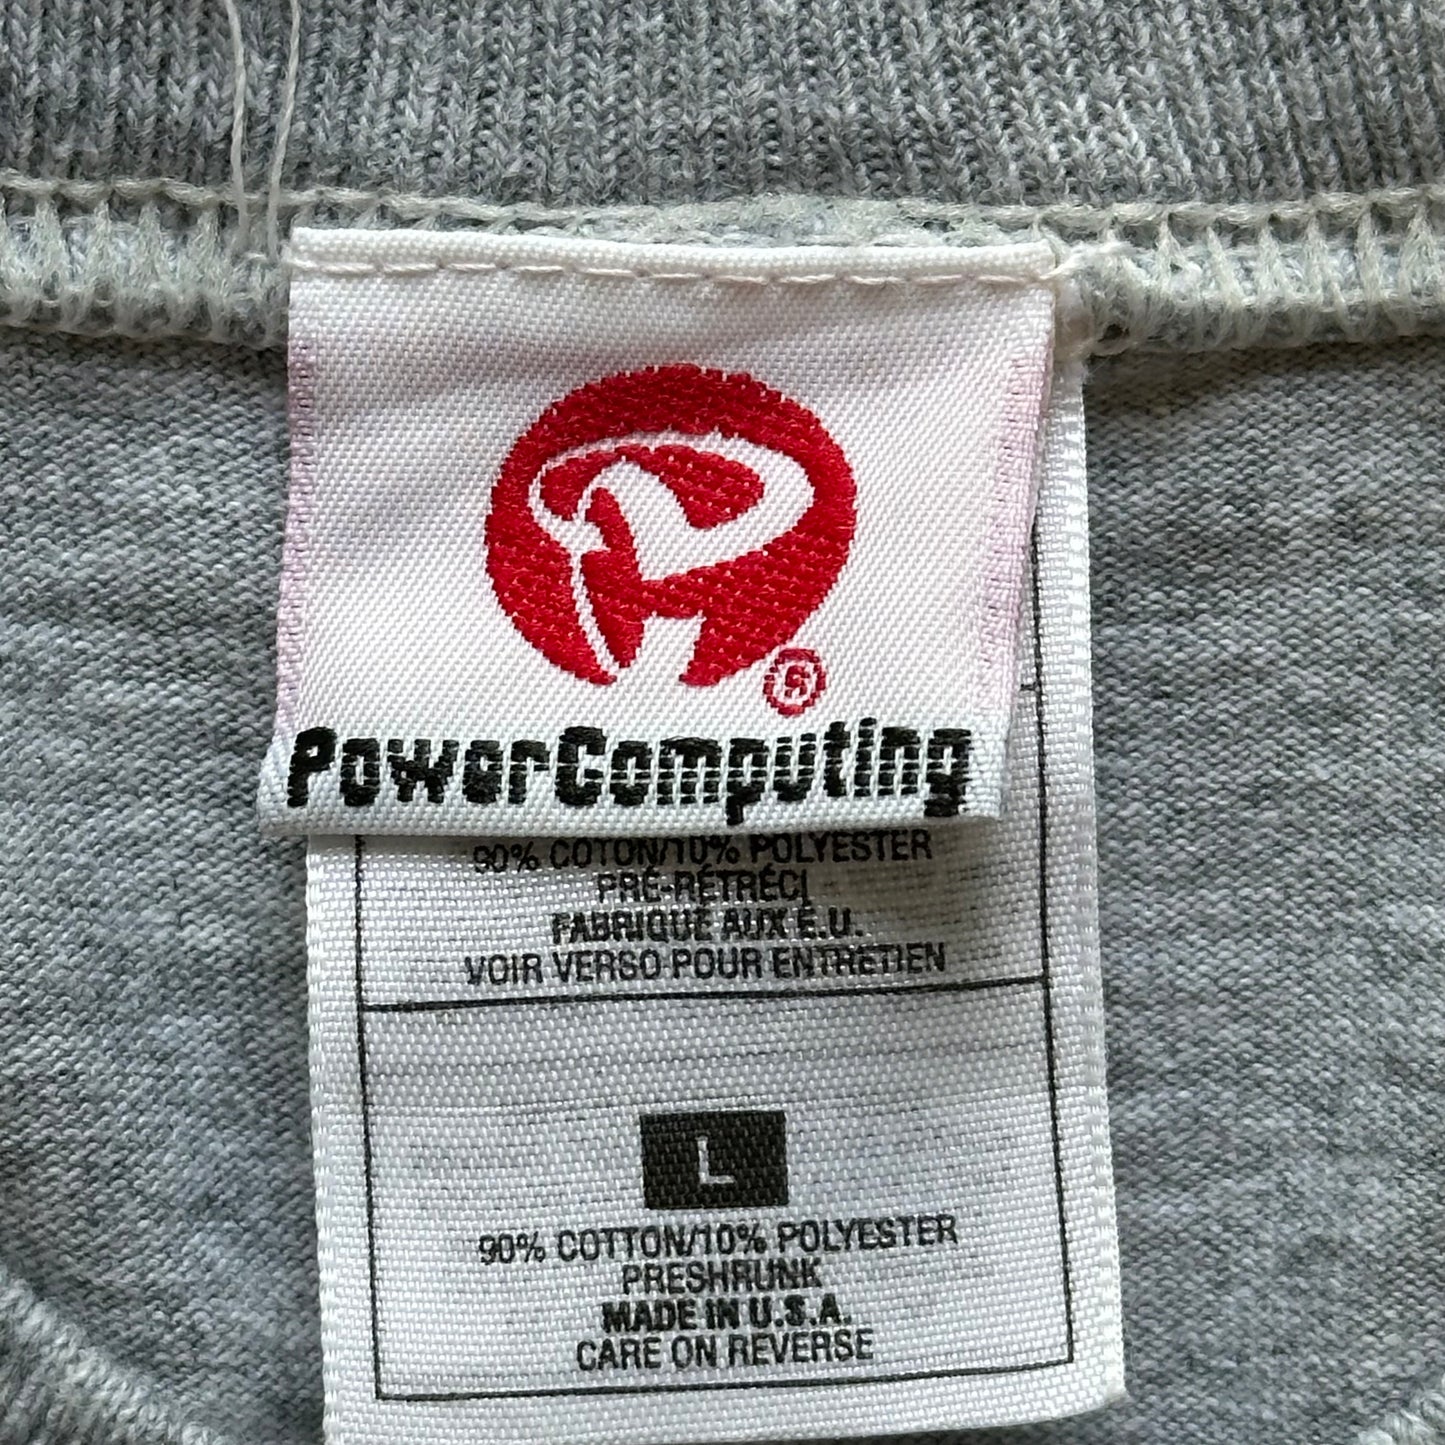 ®
PowerComputing
90% COTON/10% POLYESTER
PRÉ-RÉTRÉCI
FABRIQUÉ AUX É.U.
VOIR VERSO POUR ENTRETIEN
L
90% COTTON/10% POLYESTER
PRESHRUNK
MADE IN U.S.A.
CARE ON REVERSE